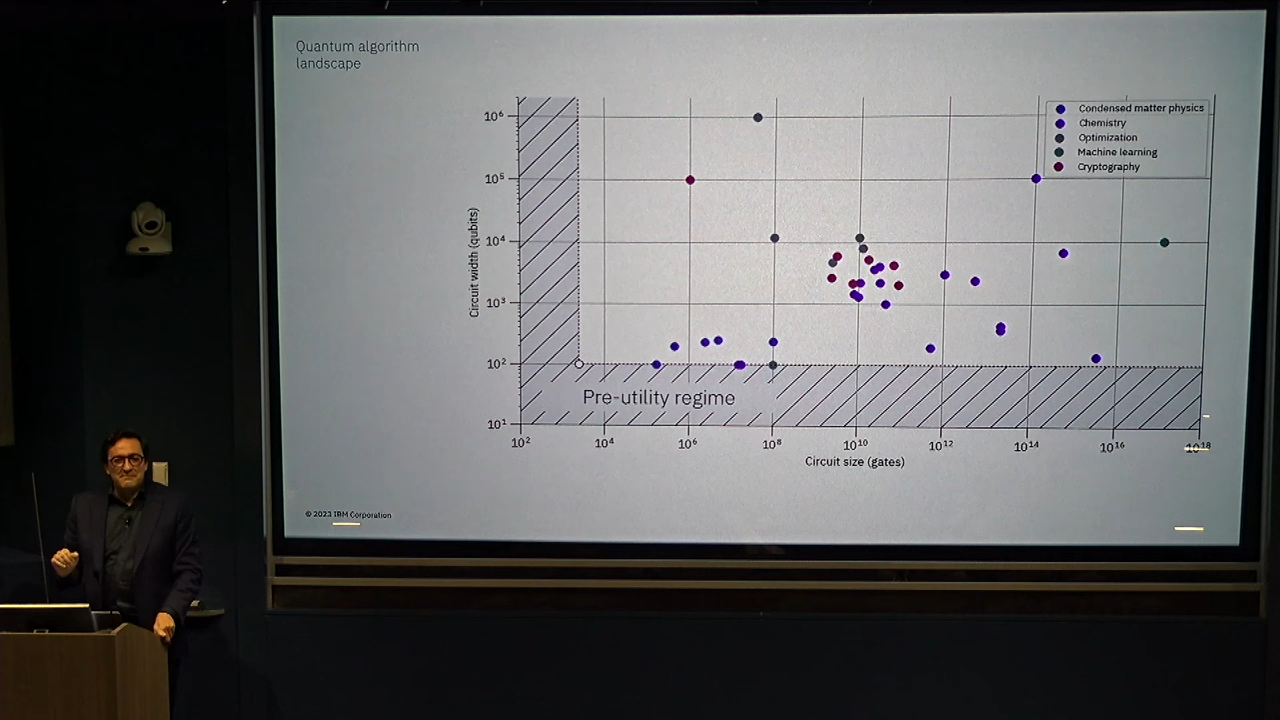 Quantum algorithm
landscape
Condensed matter physics
Chemistry
Optimization
Machine learning
Cryptography
Circuit width (qubits)
10⁶
10⁵
10⁴
10³
10²
10¹
Pre-utility regime
10² 10⁴ 10⁶ 10⁸ 10¹⁰ 10¹² 10¹⁴ 10¹⁶ 10¹⁸
Circuit size (gates)
© 2023 IBM Corporation